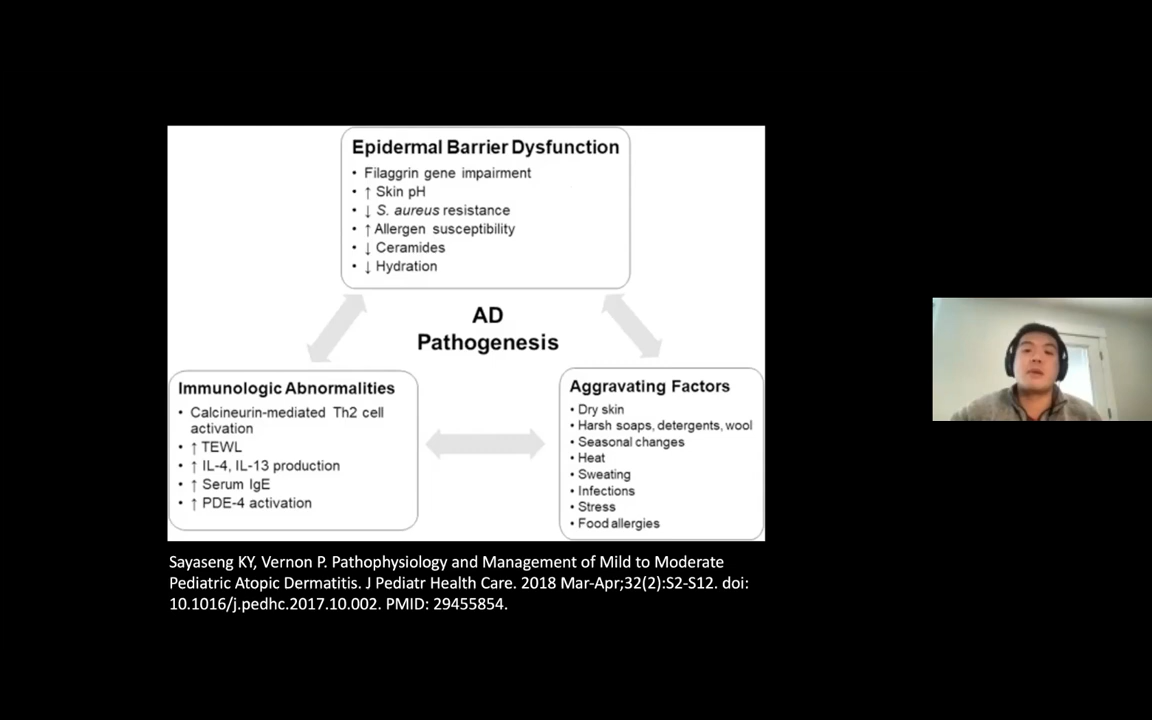 Epidermal Barrier Dysfunction
• Filaggrin gene impairment
• ↑ Skin pH
• ↓ S. aureus resistance
• ↑ Allergen susceptibility
• ↓ Ceramides
• ↓ Hydration
AD
Pathogenesis
Immunologic Abnormalities
• Calcineurin-mediated Th2 cell
activation
• ↑ TEWL
• ↑ IL-4, IL-13 production
• ↑ Serum IgE
• ↑ PDE-4 activation
Aggravating Factors
• Dry skin
• Harsh soaps, detergents, wool
• Seasonal changes
• Heat
• Sweating
• Infections
• Stress
• Food allergies
Sayaseng KY, Vernon P. Pathophysiology and Management of Mild to Moderate
Pediatric Atopic Dermatitis. J Pediatr Health Care. 2018 Mar-Apr;32(2):S2-S12. doi:
10.1016/j.pedhc.2017.10.002. PMID: 29455854.